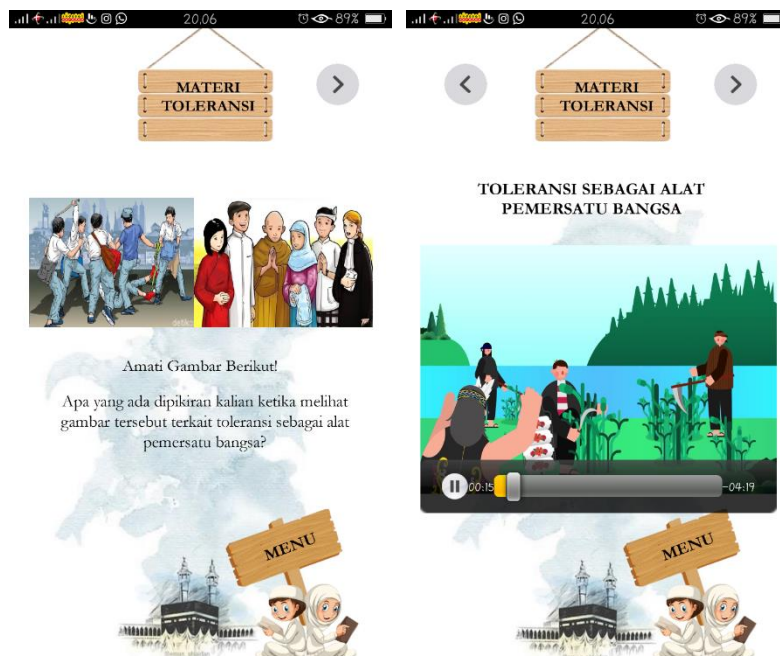 20.06
89%
MATERI
TOLERANSI
detik
Amati Gambar Berikut!
Apa yang ada dipikiran kalian ketika melihat
gambar tersebut terkait toleransi sebagai alat
pemersatu bangsa?
MENU
20.06
89%
MATERI
TOLERANSI
TOLERANSI SEBAGAI ALAT
PEMERSATU BANGSA
00:15
-04:19
MENU